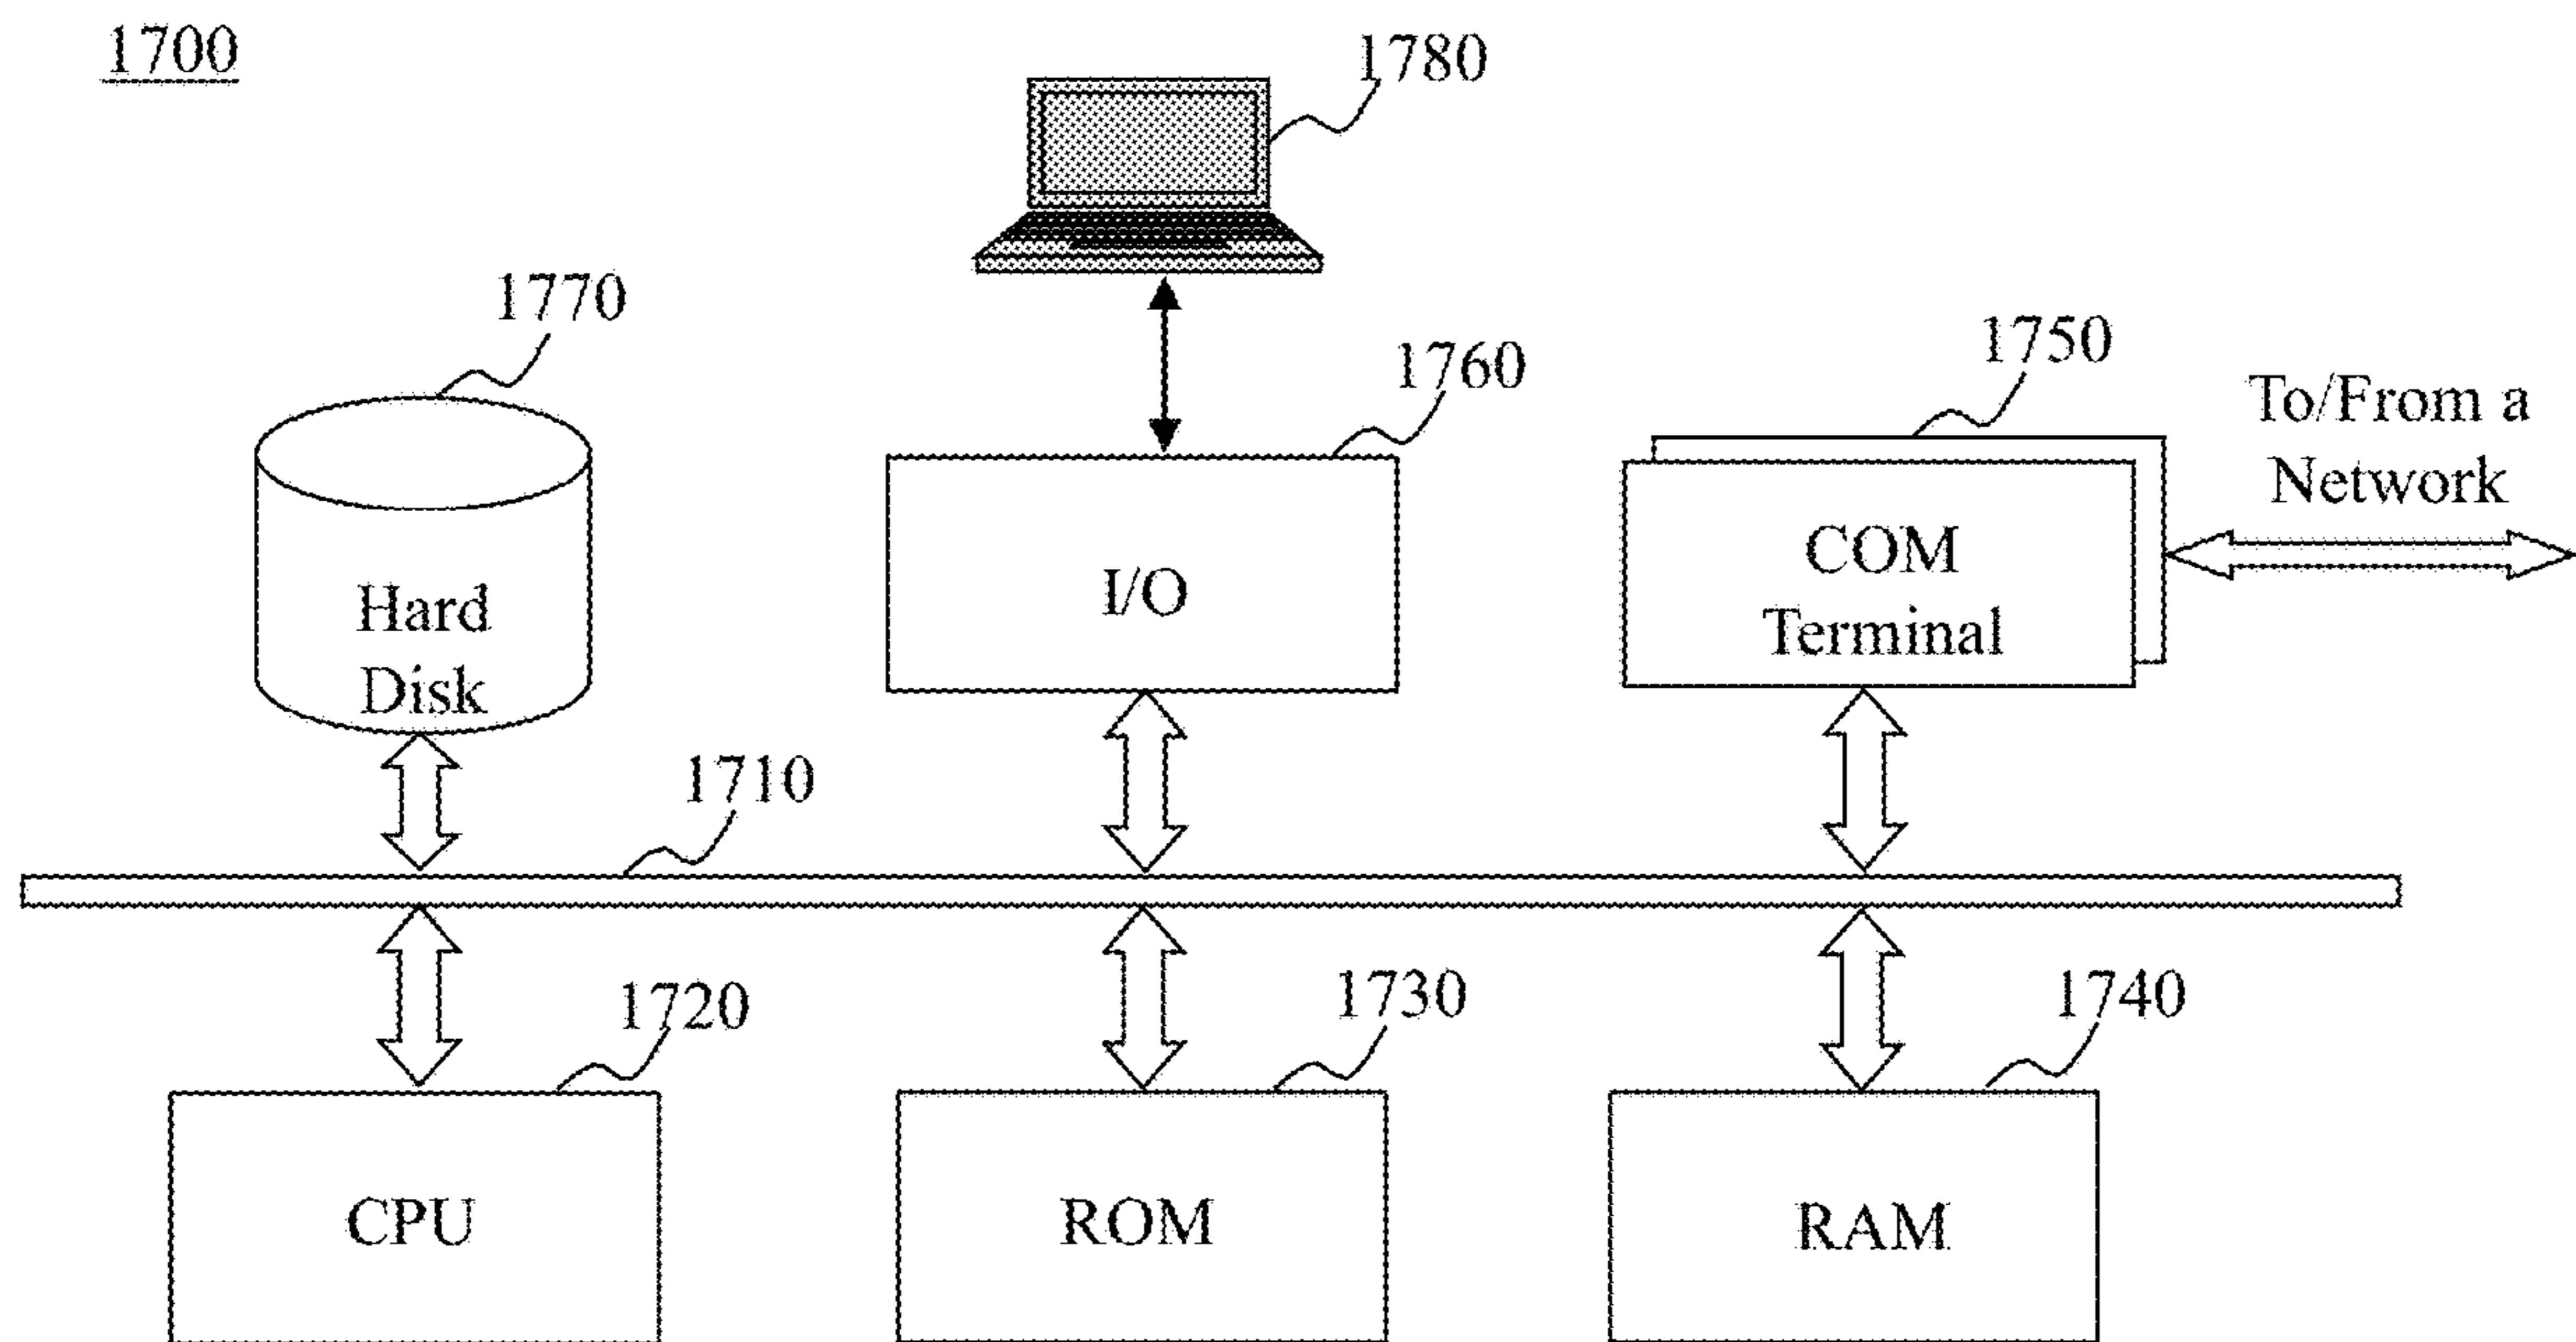 1700
1780
1770
1760
1750
To/From a
Network
Hard
Disk
I/O
COM
Terminal
1710
1720
1730
1740
CPU
ROM
RAM